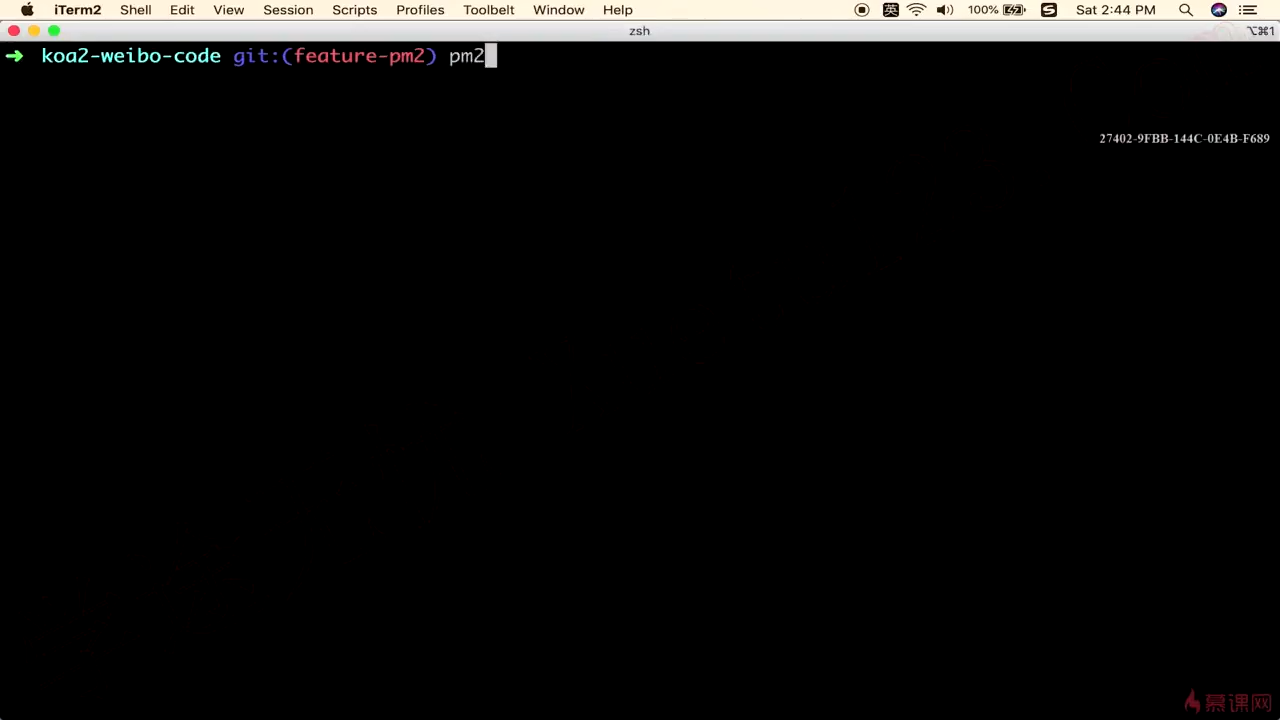 iTerm2 Shell Edit View Session Scripts Profiles Toolbelt Window Help 英 100% S Sat 2:44 PM
zsh ⌥⌘1
➜ koa2-weibo-code git:(feature-pm2) pm2
27402-9FBB-144C-0E4B-F689
慕课网